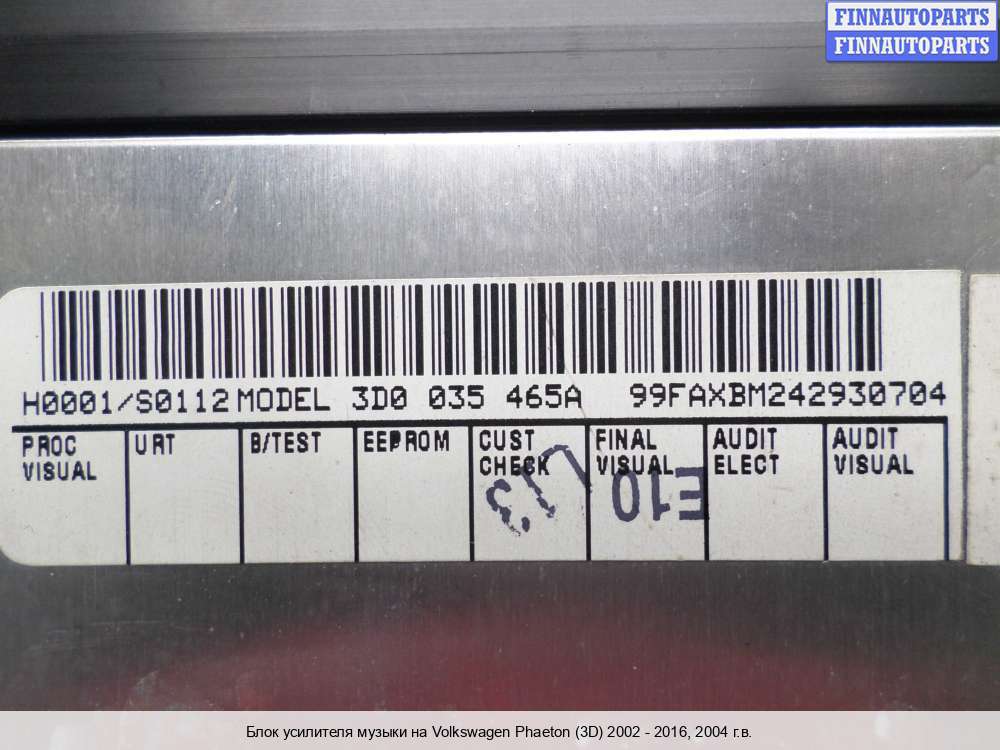 FINNAUTOPARTS
FINNAUTOPARTS
H0001/S0112 MODEL 3D0 035 465A 99FAXBM242930704
PROC VISUAL
URT
B/TEST
EEPROM
CUST CHECK
FINAL VISUAL
AUDIT ELECT
AUDIT VISUAL
E10
Блок усилителя музыки на Volkswagen Phaeton (3D) 2002 - 2016, 2004 г.в.